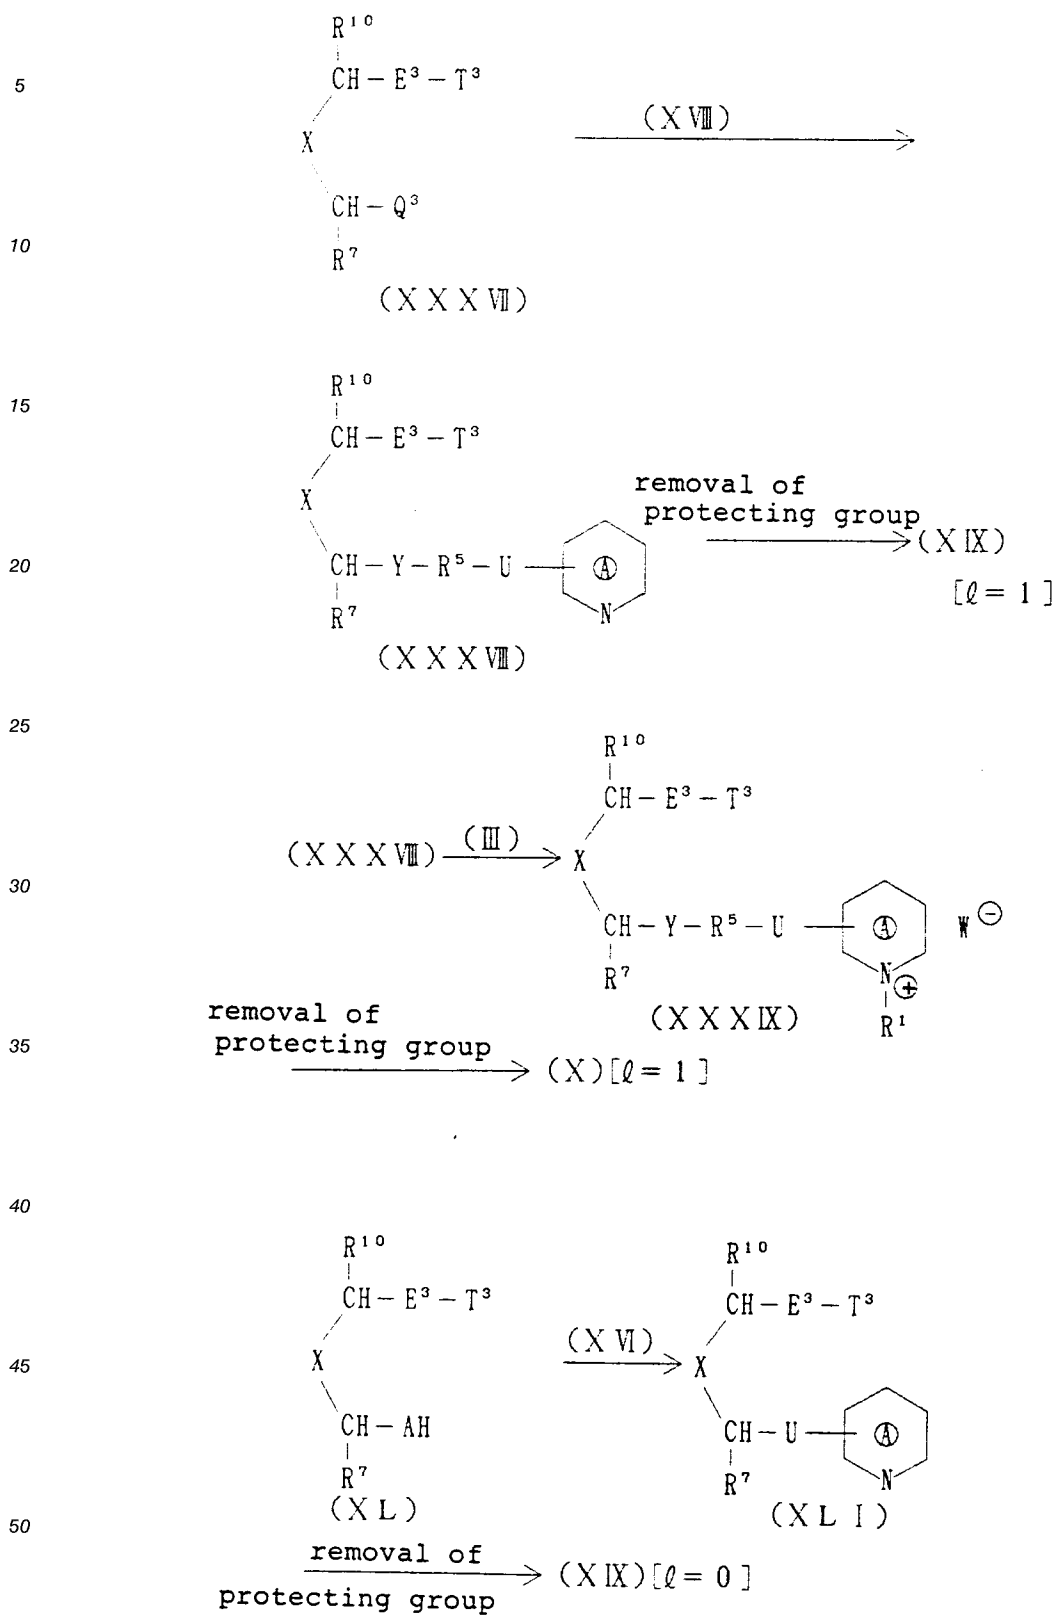 R¹⁰
5
CH – E³ – T³
X
(XVIII)
CH – Q³
10
R⁷
(XXXVII)
R¹⁰
15
CH – E³ – T³
X
removal of
protecting group
20
CH – Y – R⁵ – U
A
(XIX)
N
[ℓ = 1]
R⁷
(XXXVIII)
25
R¹⁰
CH – E³ – T³
(XXXVIII)
(III)
X
30
CH – Y – R⁵ – U
A
W⊖
R⁷
N
⊕
R¹
(XXXIX)
removal of
protecting group
35
(X)[ℓ = 1]
40
R¹⁰
R¹⁰
CH – E³ – T³
CH – E³ – T³
45
X
(XVI)
X
CH – AH
CH – U
A
R⁷
R⁷
N
(XL)
(XLI)
50
removal of
protecting group
(XIX)[ℓ = 0]